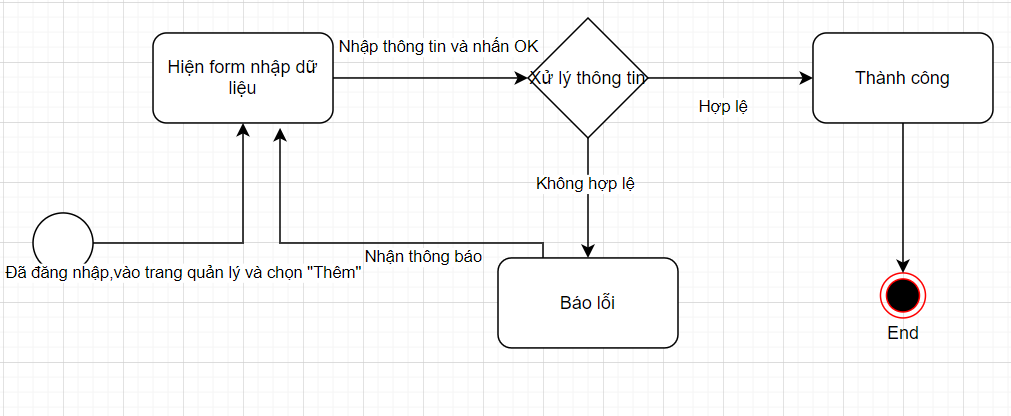 Nhập thông tin và nhấn OK
Hiện form nhập dữ
liệu
Xử lý thông tin
Thành công
Hợp lệ
Không hợp lệ
Nhận thông báo
Đã đăng nhập,vào trang quản lý và chọn "Thêm"
Báo lỗi
End